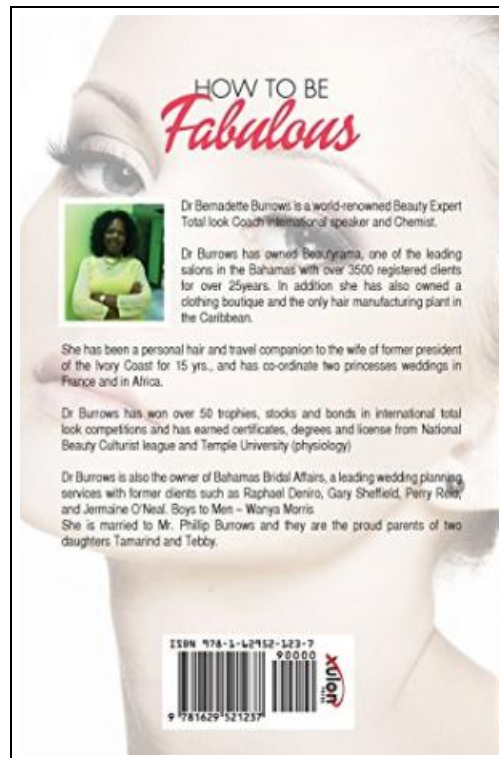 HOW TO BE
Fabulous
Dr Bernadette Burrows is a world-renowned Beauty Expert
Total look Coach International speaker and Chemist.
Dr Burrows has owned Beautyrama, one of the leading
salons in the Bahamas with over 3500 registered clients
for over 25years. In addition she has also owned a
clothing boutique and the only hair manufacturing plant in
the Caribbean.
She has been a personal hair and travel companion to the wife of former president
of the Ivory Coast for 15 yrs., and has co-ordinate two princesses weddings in
France and in Africa.
Dr Burrows has won over 50 trophies, stocks and bonds in international total
look competitions and has earned certificates, degrees and license from National
Beauty Culturist league and Temple University (physiology)
Dr Burrows is also the owner of Bahamas Bridal Affairs, a leading wedding planning
services with former clients such as Raphael Deniro, Gary Sheffield, Perry
and Jermaine O'Neal. Boys to Men – Wanya Morris
She is married to Mr. Phillip Burrows and they are the proud parents of two
daughters Tamarind and Tebby.
ISBN 978-1-62952-123-7
90000
9 781629 521237
xulon